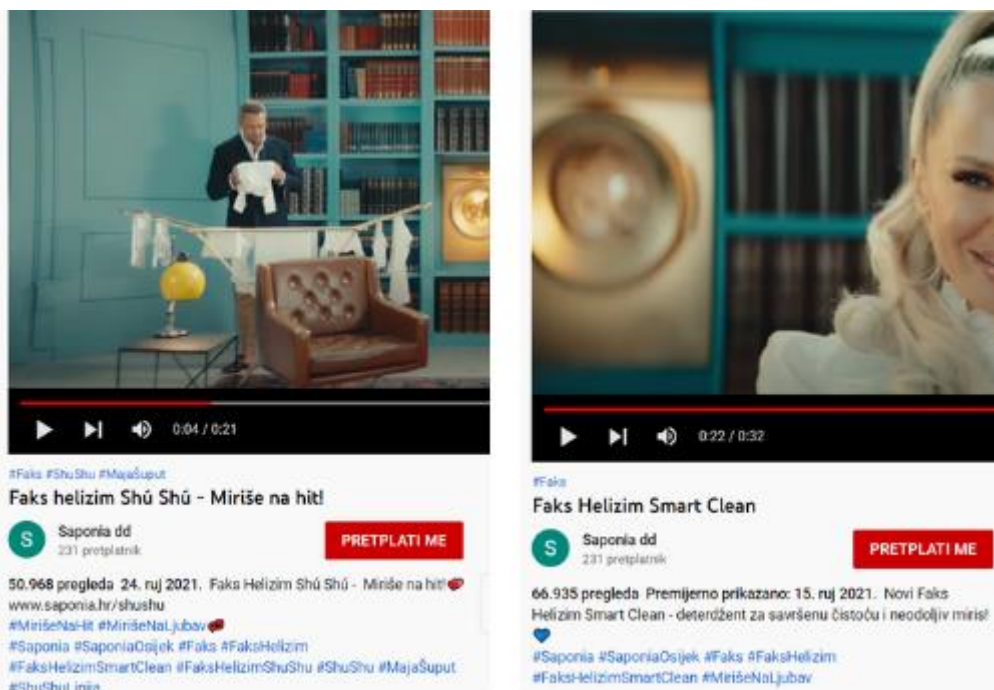 0:04 / 0:21
#Faks #ShuShu #MajaŠuput
Faks helizim Shú Shú - Miriše na hit!
S
Saponia dd
231 pretplatnik
PRETPLATI ME
50.968 pregleda 24. ruj 2021. Faks Helizim Shú Shú - Miriše na hit!
www.saponia.hr/shushu
#MirišeNaHit #MirišeNaLjubav
#Saponia #SaponiaOsijek #Faks #FaksHelizim
#FaksHelizimSmartClean #FaksHelizimShuShu #ShuShu #MajaŠuput
#ShuShuLinija
0:22 / 0:32
#Faks
Faks Helizim Smart Clean
S
Saponia dd
231 pretplatnik
PRETPLATI ME
66.935 pregleda Premijerno prikazano: 15. ruj 2021. Novi Faks
Helizim Smart Clean - deterdžent za savršenu čistoću i neodoljiv miris!
#Saponia #SaponiaOsijek #Faks #FaksHelizim
#FaksHelizimSmartClean #MirišeNaLjubav